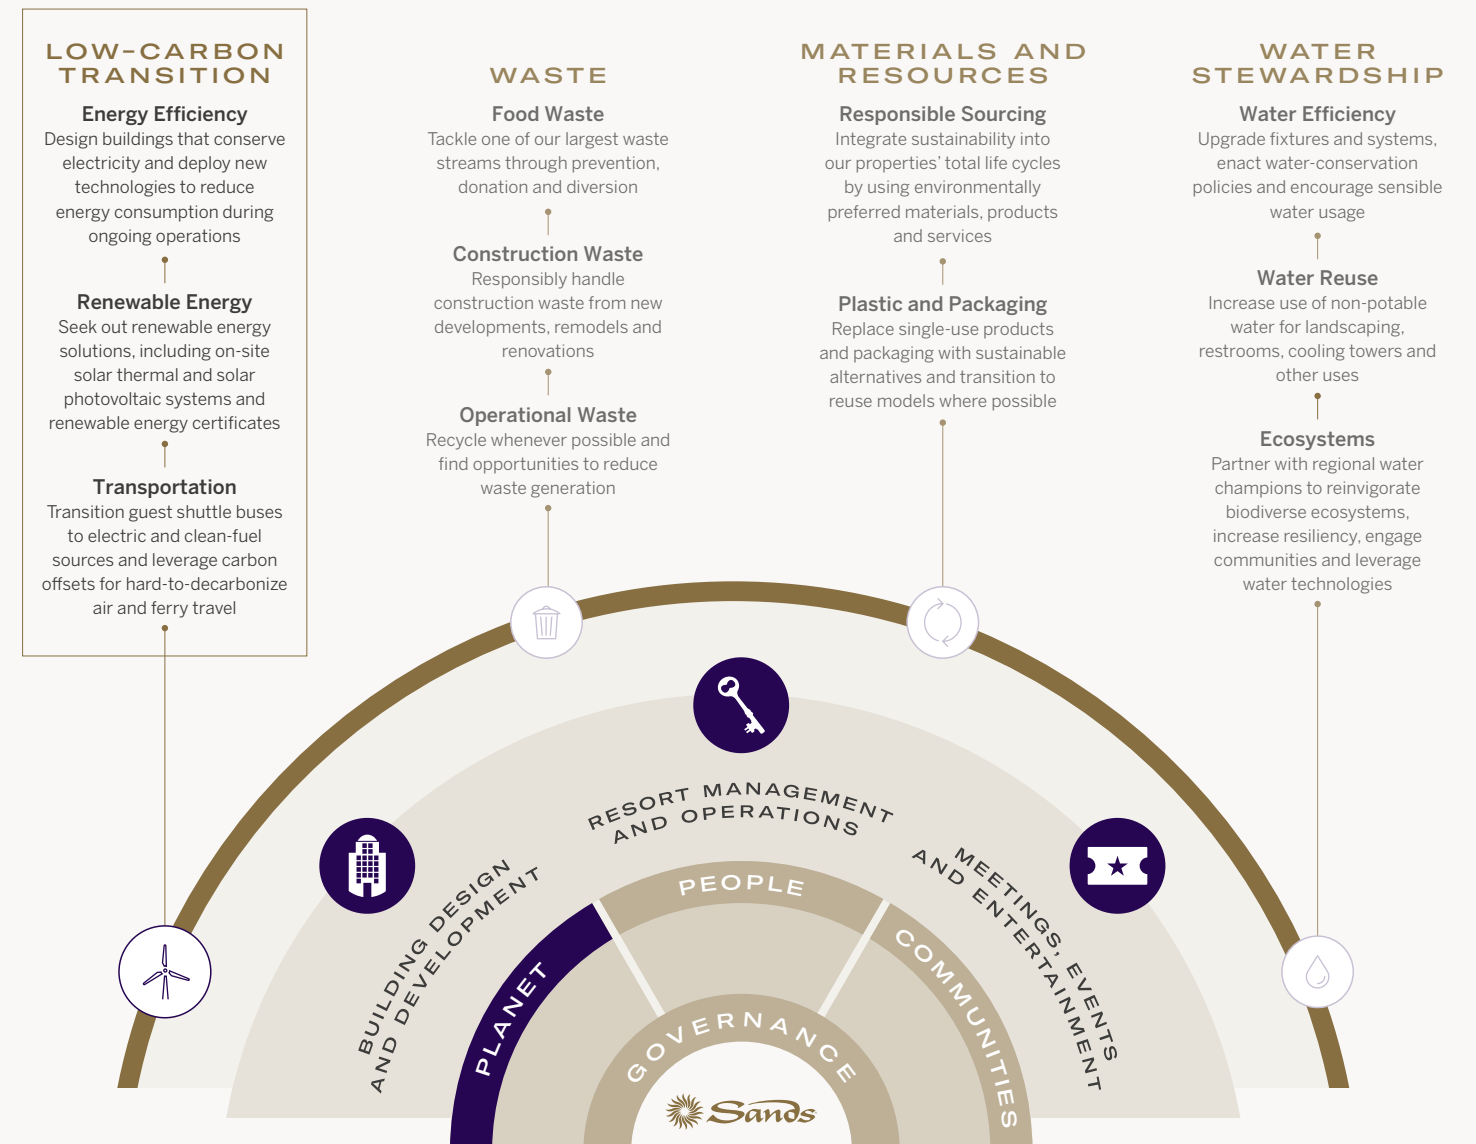 LOW-CARBON
TRANSITION
Energy Efficiency
Design buildings that conserve
electricity and deploy new
technologies to reduce
energy consumption during
ongoing operations
Renewable Energy
Seek out renewable energy
solutions, including on-site
solar thermal and solar
photovoltaic systems and
renewable energy certificates
Transportation
Transition guest shuttle buses
to electric and clean-fuel
sources and leverage carbon
offsets for hard-to-decarbonize
air and ferry travel
WASTE
Food Waste
Tackle one of our largest waste
streams through prevention,
donation and diversion
Construction Waste
Responsibly handle
construction waste from new
developments, remodels and
renovations
Operational Waste
Recycle whenever possible and
find opportunities to reduce
waste generation
MATERIALS AND
RESOURCES
Responsible Sourcing
Integrate sustainability into
our properties’ total life cycles
by using environmentally
preferred materials, products
and services
Plastic and Packaging
Replace single-use products
and packaging with sustainable
alternatives and transition to
reuse models where possible
WATER
STEWARDSHIP
Water Efficiency
Upgrade fixtures and systems,
enact water-conservation
policies and encourage sensible
water usage
Water Reuse
Increase use of non-potable
water for landscaping,
restrooms, cooling towers and
other uses
Ecosystems
Partner with regional water
champions to reinvigorate
biodiverse ecosystems,
increase resiliency, engage
communities and leverage
water technologies
BUILDING DESIGN
AND DEVELOPMENT
RESORT MANAGEMENT
AND OPERATIONS
MEETINGS, EVENTS
AND ENTERTAINMENT
PLANET
PEOPLE
COMMUNITIES
GOVERNANCE
Sands